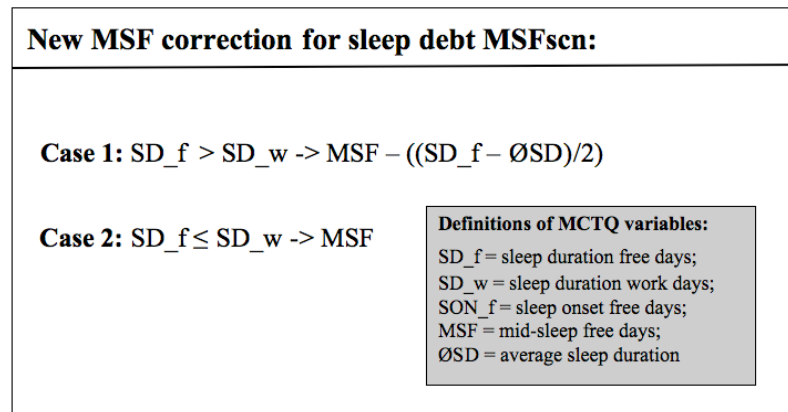 New MSF correction for sleep debt MSFscn:
Case 1: SD_f > SD_w -> MSF – ((SD_f – ØSD)/2)
Case 2: SD_f ≤ SD_w -> MSF
Definitions of MCTQ variables:
SD_f = sleep duration free days;
SD_w = sleep duration work days;
SON_f = sleep onset free days;
MSF = mid-sleep free days;
ØSD = average sleep duration